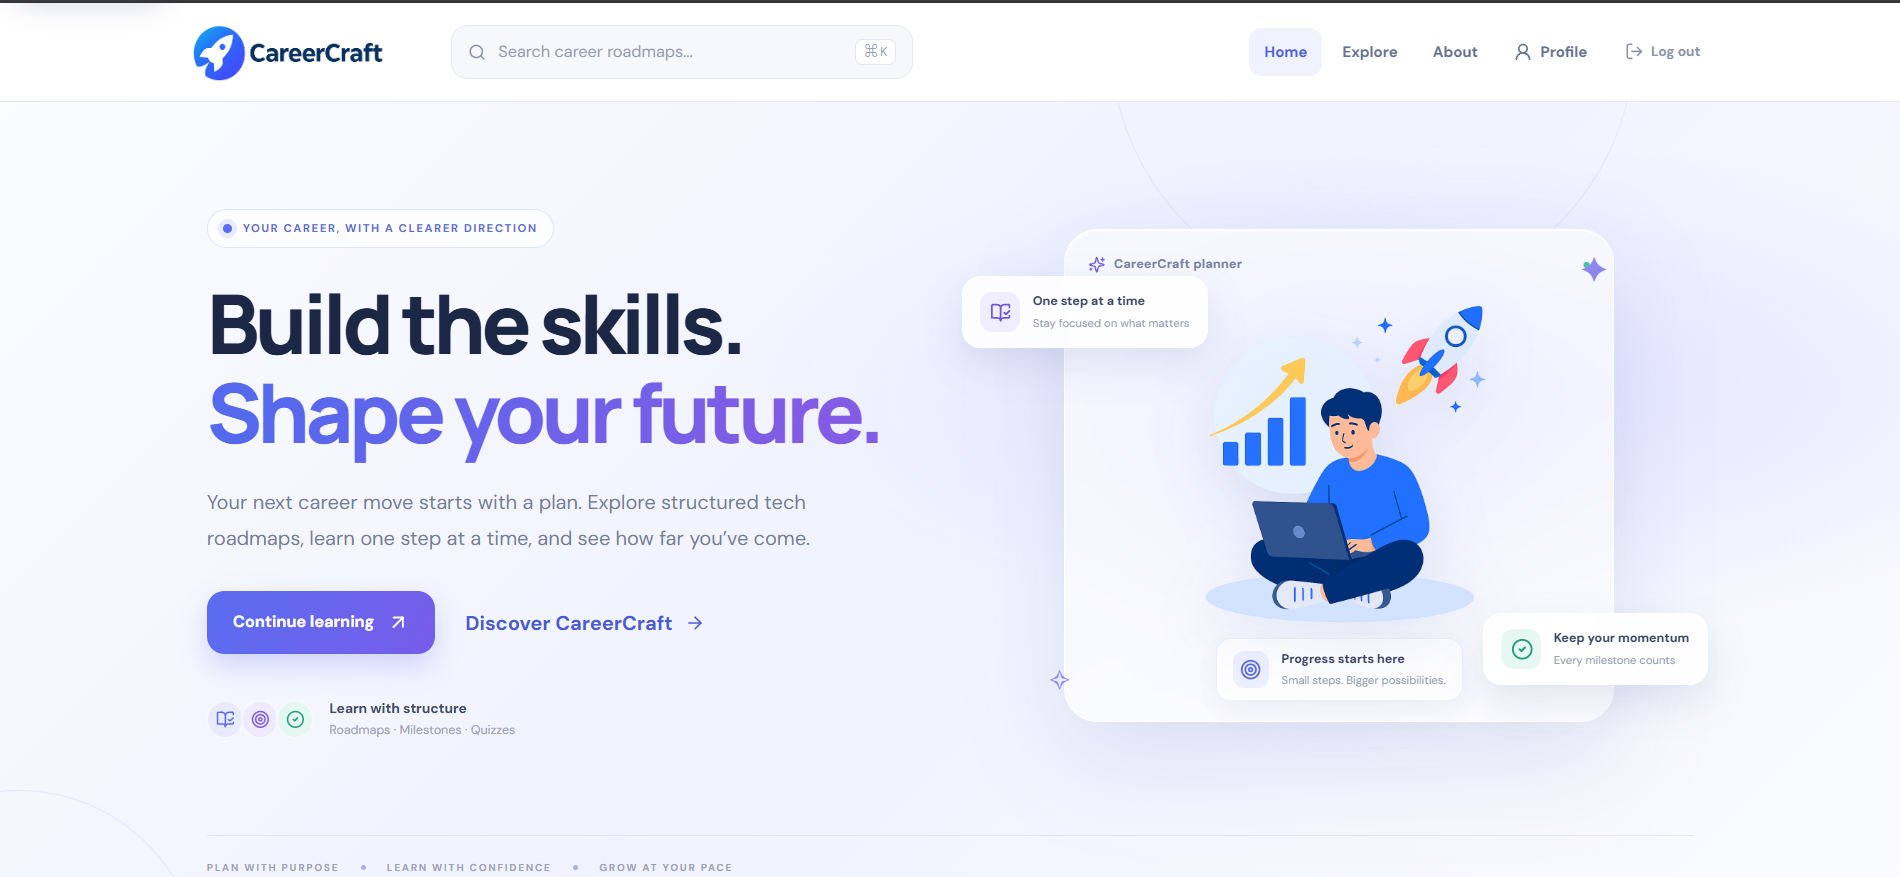 CareerCraft
Search career roadmaps...
⌘ K
Home
Explore
About
Profile
Log out
YOUR CAREER, WITH A CLEARER DIRECTION
Build the skills.
Shape your future.
Your next career move starts with a plan. Explore structured tech
roadmaps, learn one step at a time, and see how far you’ve come.
Continue learning
Discover CareerCraft
Learn with structure
Roadmaps · Milestones · Quizzes
CareerCraft planner
One step at a time
Stay focused on what matters
Progress starts here
Small steps. Bigger possibilities.
Keep your momentum
Every milestone counts
PLAN WITH PURPOSE • LEARN WITH CONFIDENCE • GROW AT YOUR PACE